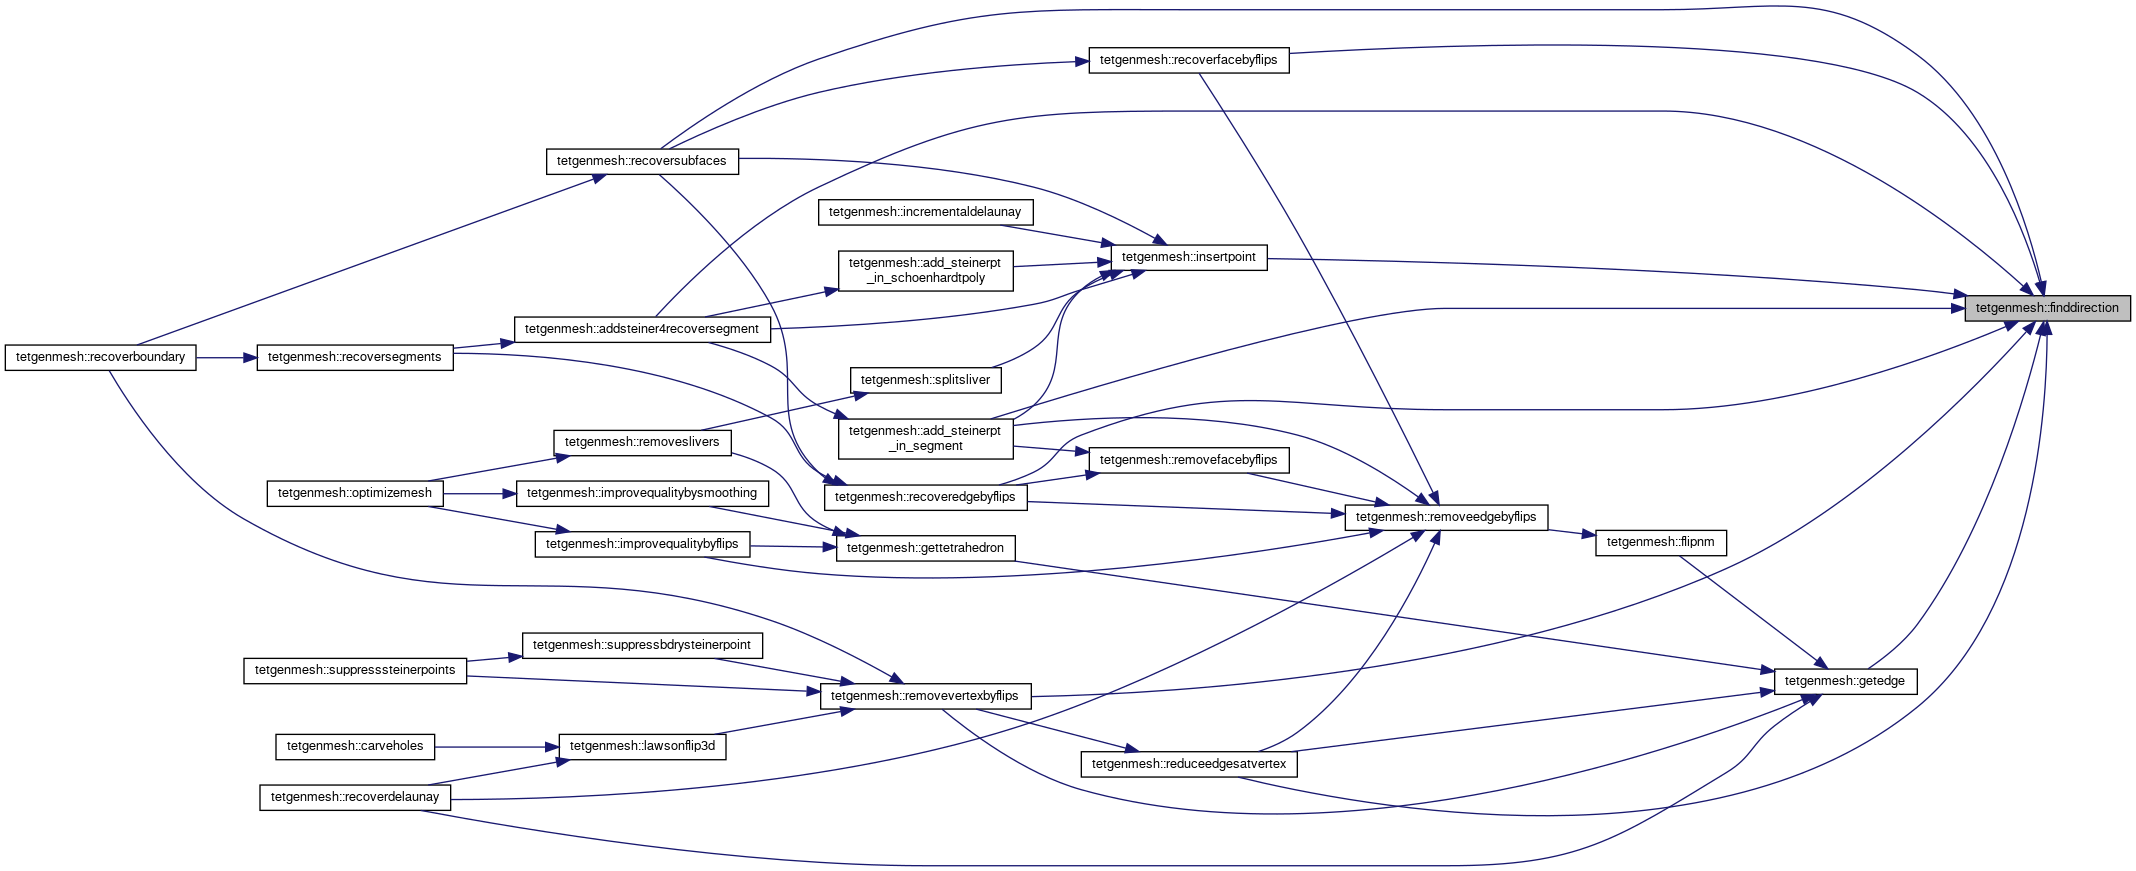 tetgenmesh::recoverfacebyflips
tetgenmesh::recoversubfaces
tetgenmesh::incrementaldelaunay
tetgenmesh::insertpoint
tetgenmesh::add_steinerpt
_in_schoenhardtpoly
tetgenmesh::finddirection
tetgenmesh::addsteiner4recoversegment
tetgenmesh::recoverboundary
tetgenmesh::recoversegments
tetgenmesh::splitsliver
tetgenmesh::add_steinerpt
_in_segment
tetgenmesh::removeslivers
tetgenmesh::removefacebyflips
tetgenmesh::optimizemesh
tetgenmesh::improvequalitybysmoothing
tetgenmesh::recoveredgebyflips
tetgenmesh::removeedgebyflips
tetgenmesh::improvequalitybyflips
tetgenmesh::gettetrahedron
tetgenmesh::flipnm
tetgenmesh::suppressbdrysteinerpoint
tetgenmesh::suppresssteinerpoints
tetgenmesh::removevertexbyflips
tetgenmesh::getedge
tetgenmesh::carveholes
tetgenmesh::lawsonflip3d
tetgenmesh::reduceedgesatvertex
tetgenmesh::recoverdelaunay